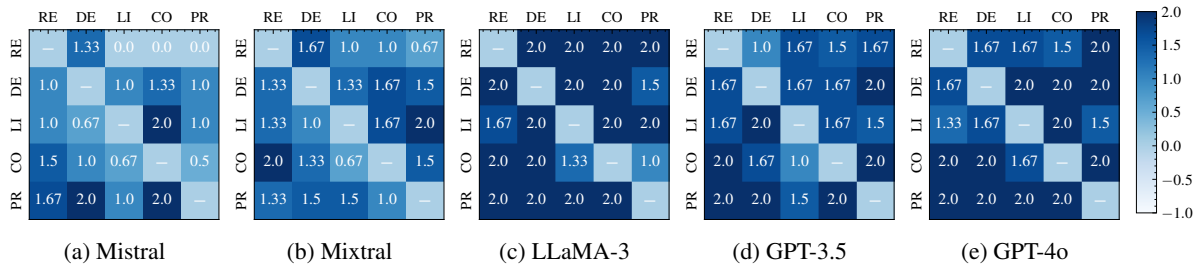 RE DE LI CO PR
RE — 1.33 0.0 0.0 0.0
DE 1.0 — 1.0 1.33 1.0
LI 1.0 0.67 — 2.0 1.0
CO 1.5 1.0 0.67 — 0.5
PR 1.67 2.0 1.0 2.0 —
(a) Mistral
RE DE LI CO PR
RE — 1.67 1.0 1.0 0.67
DE 1.33 — 1.33 1.67 1.5
LI 1.33 1.0 — 1.67 2.0
CO 2.0 1.33 0.67 — 1.5
PR 1.33 1.5 1.5 1.0 —
(b) Mixtral
RE DE LI CO PR
RE — 2.0 2.0 2.0 2.0
DE 2.0 — 2.0 2.0 1.5
LI 1.67 2.0 — 2.0 2.0
CO 2.0 2.0 1.33 — 1.0
PR 2.0 2.0 2.0 2.0 —
(c) LLaMA-3
RE DE LI CO PR
RE — 1.0 1.67 1.5 1.67
DE 1.67 — 1.67 1.67 2.0
LI 1.67 2.0 — 1.67 1.5
CO 2.0 1.67 1.0 — 2.0
PR 2.0 2.0 1.5 2.0 —
(d) GPT-3.5
RE DE LI CO PR
RE — 1.67 1.67 1.5 2.0
DE 1.67 — 2.0 2.0 2.0
LI 1.33 1.67 — 2.0 1.5
CO 2.0 2.0 1.67 — 2.0
PR 2.0 2.0 2.0 2.0 —
(e) GPT-4o
2.0
1.5
1.0
0.5
0.0
−0.5
−1.0